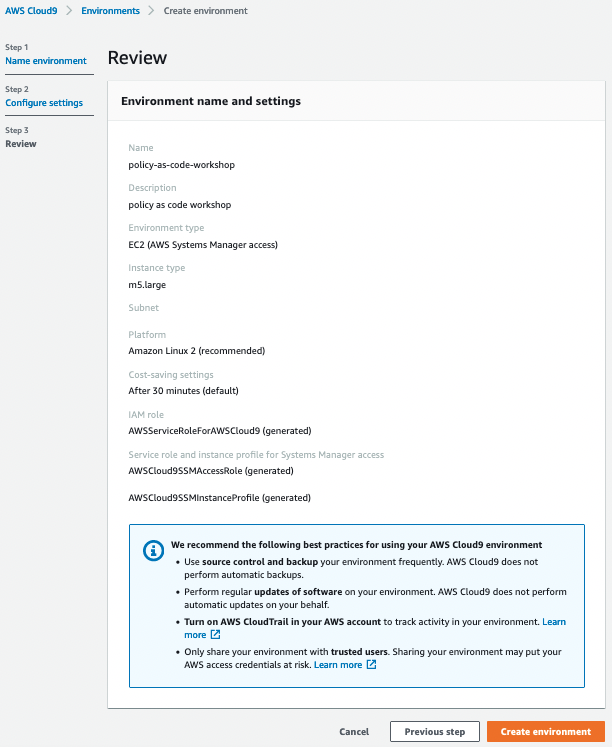 AWS Cloud9 > Environments > Create environment
Step 1
Name environment
Step 2
Configure settings
Step 3
Review
Review
Environment name and settings
Name
policy-as-code-workshop
Description
policy as code workshop
Environment type
EC2 (AWS Systems Manager access)
Instance type
m5.large
Subnet
Platform
Amazon Linux 2 (recommended)
Cost-saving settings
After 30 minutes (default)
IAM role
AWSServiceRoleForAWSCloud9 (generated)
Service role and instance profile for Systems Manager access
AWSCloud9SSMAccessRole (generated)
AWSCloud9SSMInstanceProfile (generated)
We recommend the following best practices for using your AWS Cloud9 environment
• Use source control and backup your environment frequently. AWS Cloud9 does not
perform automatic backups.
• Perform regular updates of software on your environment. AWS Cloud9 does not perform
automatic updates on your behalf.
• Turn on AWS CloudTrail in your AWS account to track activity in your environment. Learn
more
• Only share your environment with trusted users. Sharing your environment may put your
AWS access credentials at risk. Learn more
Cancel
Previous step
Create environment